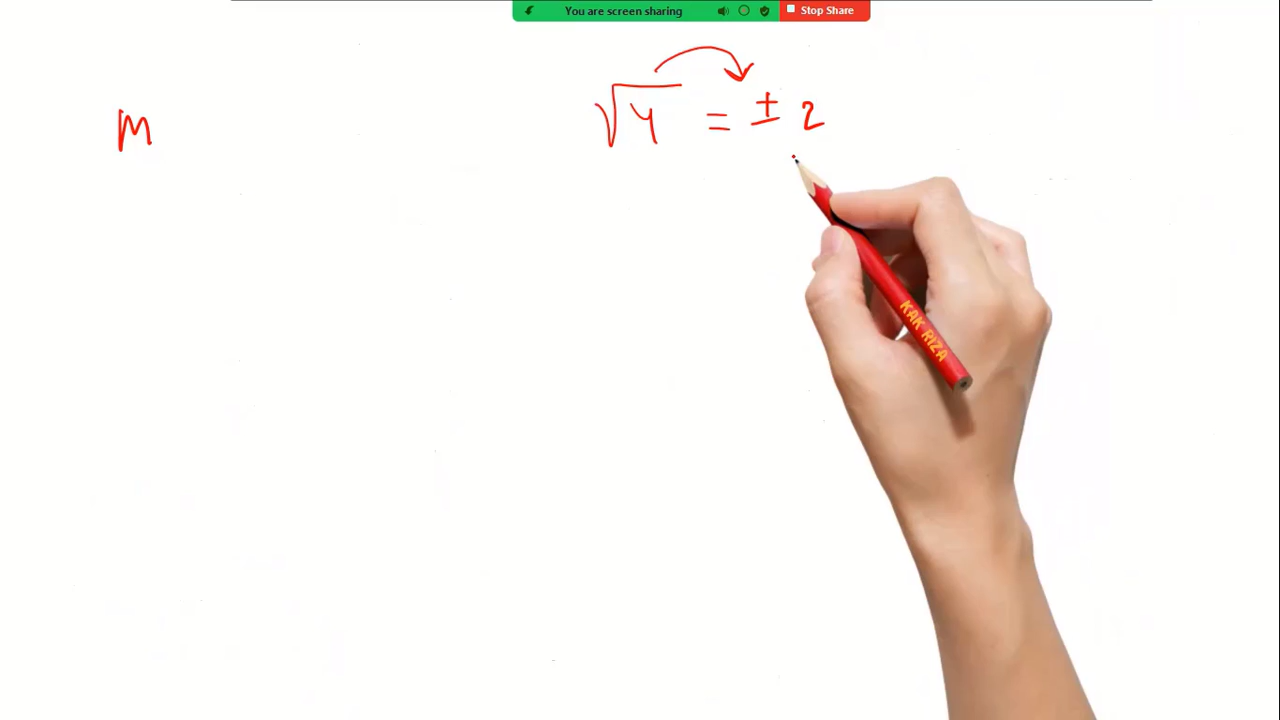 You are screen sharing Stop Share
m √4 = ± 2
KAK RIZA